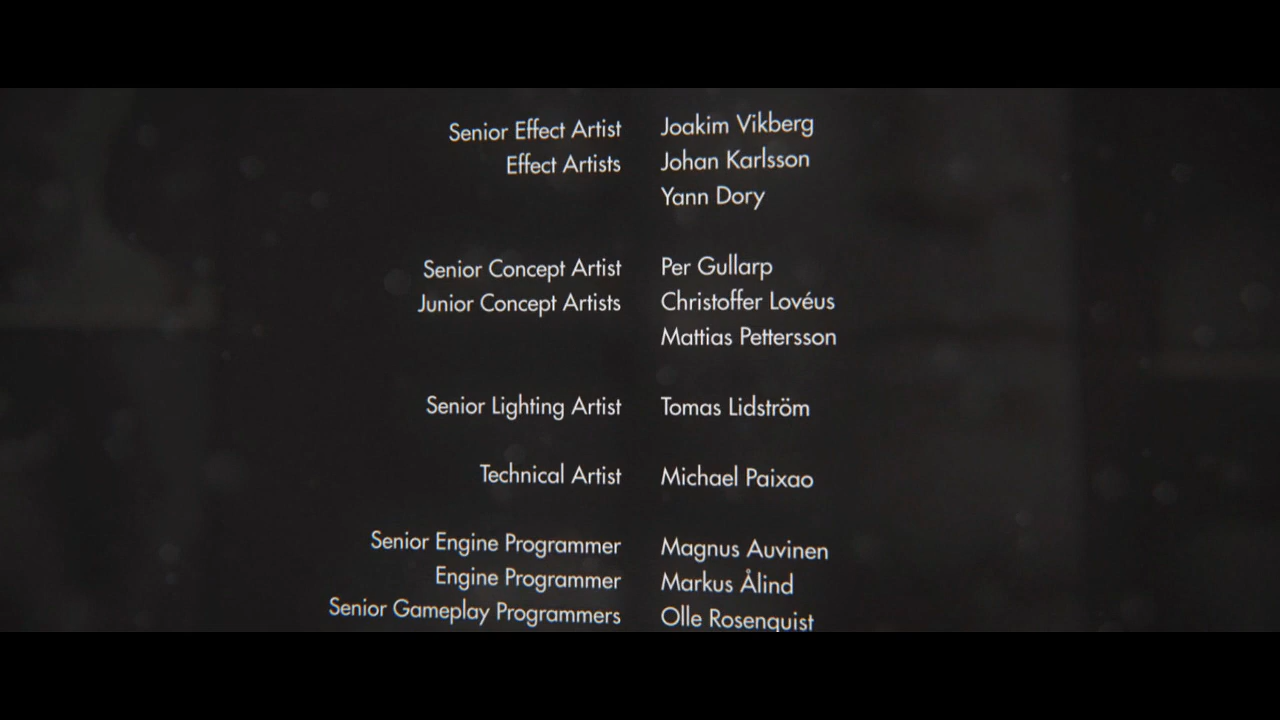 Senior Effect Artist Joakim Vikberg
Effect Artists Johan Karlsson
Yann Dory
Senior Concept Artist Per Gullarp
Junior Concept Artists Christoffer Lovéus
Mattias Pettersson
Senior Lighting Artist Tomas Lidström
Technical Artist Michael Paixao
Senior Engine Programmer Magnus Auvinen
Engine Programmer Markus Ålind
Senior Gameplay Programmers Olle Rosenquist